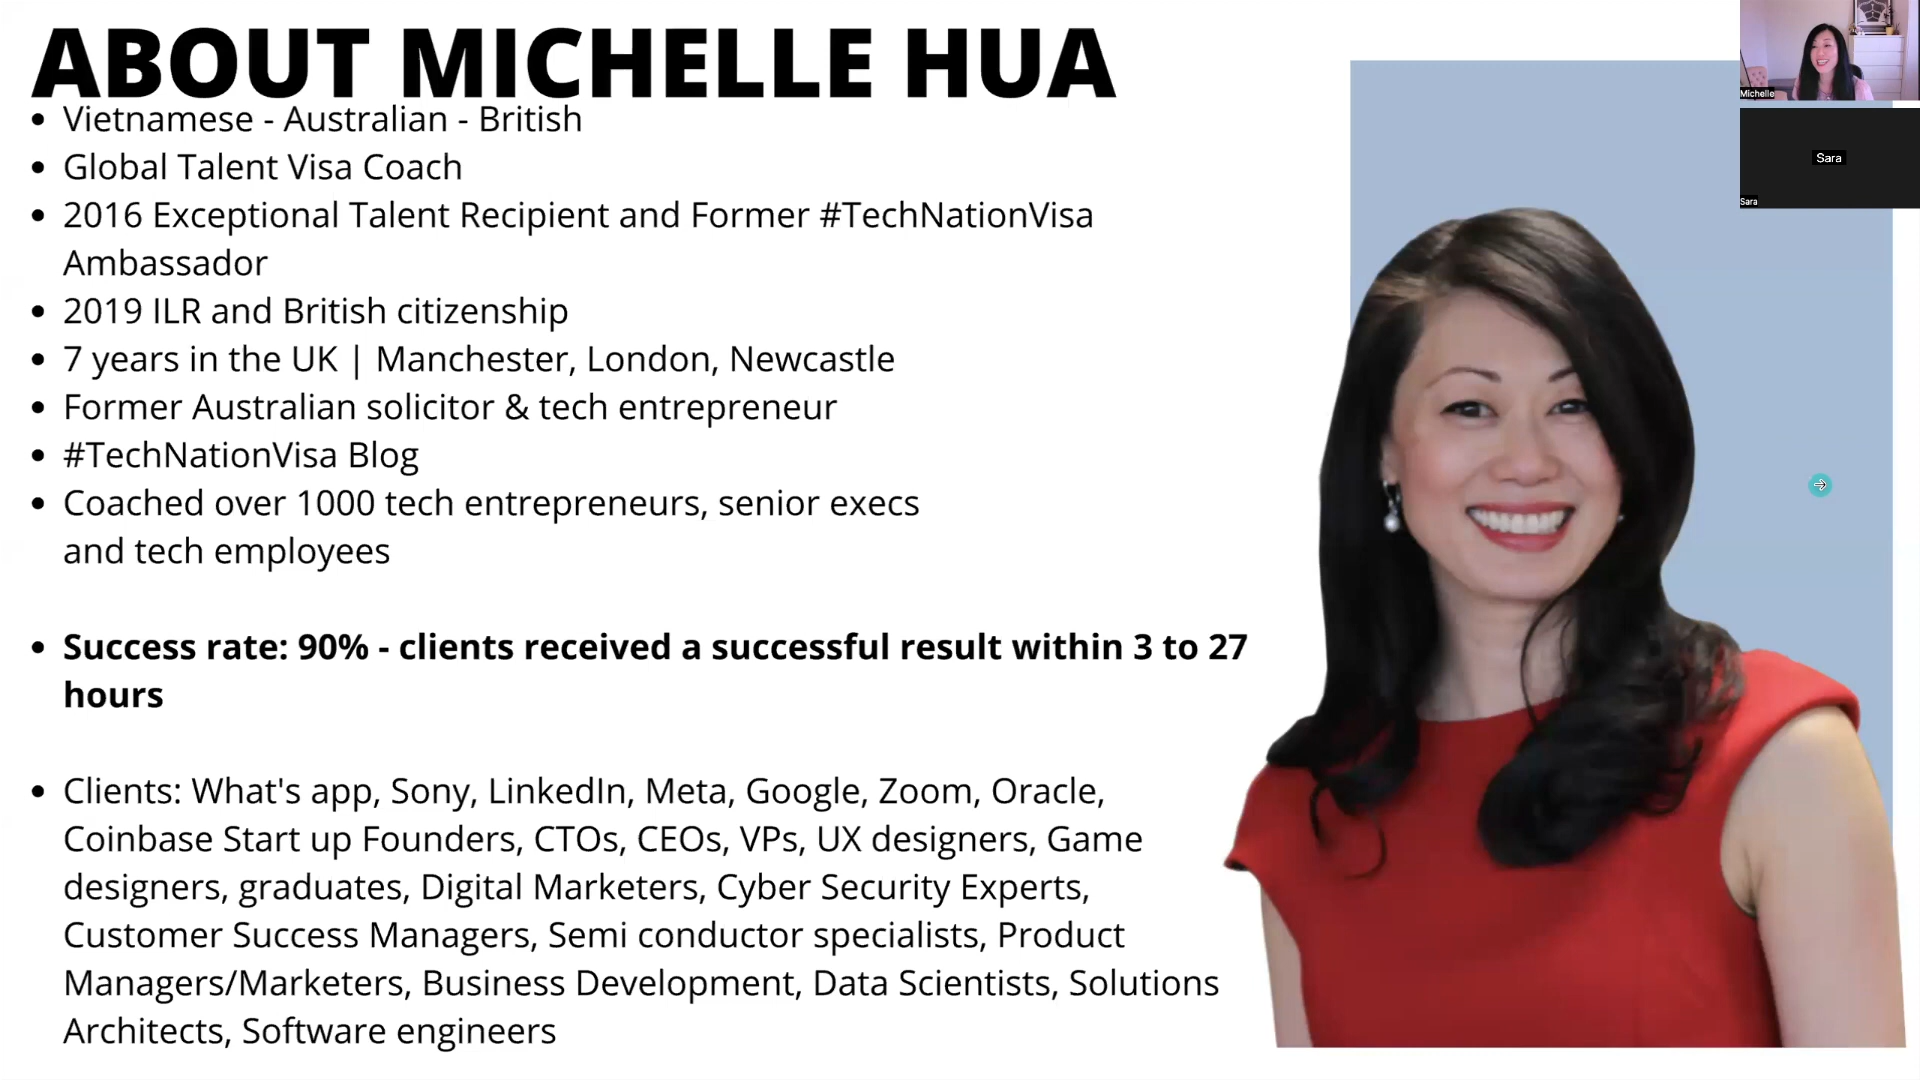 ABOUT MICHELLE HUA
• Vietnamese - Australian - British
• Global Talent Visa Coach
• 2016 Exceptional Talent Recipient and Former #TechNationVisa
Ambassador
• 2019 ILR and British citizenship
• 7 years in the UK | Manchester, London, Newcastle
• Former Australian solicitor & tech entrepreneur
• #TechNationVisa Blog
• Coached over 1000 tech entrepreneurs, senior execs
and tech employees
• Success rate: 90% - clients received a successful result within 3 to 27
hours
• Clients: What's app, Sony, LinkedIn, Meta, Google, Zoom, Oracle,
Coinbase Start up Founders, CTOs, CEOs, VPs, UX designers, Game
designers, graduates, Digital Marketers, Cyber Security Experts,
Customer Success Managers, Semi conductor specialists, Product
Managers/Marketers, Business Development, Data Scientists, Solutions
Architects, Software engineers
Michelle
Sara
Sara